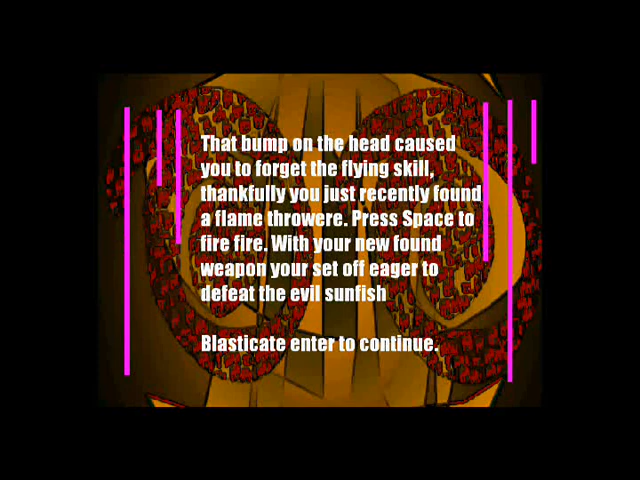 That bump on the head caused
you to forget the flying skill,
thankfully you just recently found
a flame throwere. Press Space to
fire fire. With your new found
weapon your set off eager to
defeat the evil sunfish
Blasticate enter to continue.